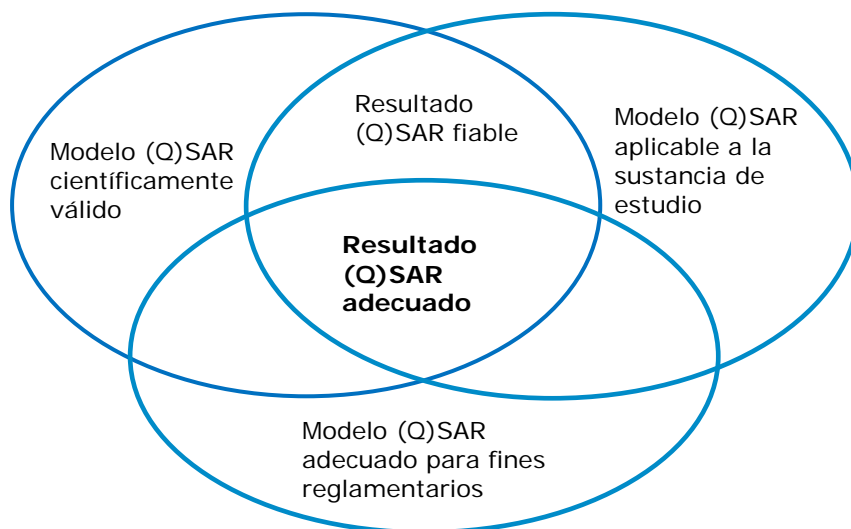 Modelo (Q)SAR
científicamente
válido
Resultado
(Q)SAR fiable
Modelo (Q)SAR
aplicable a la
sustancia de
estudio
Resultado
(Q)SAR
adecuado
Modelo (Q)SAR
adecuado para fines
reglamentarios